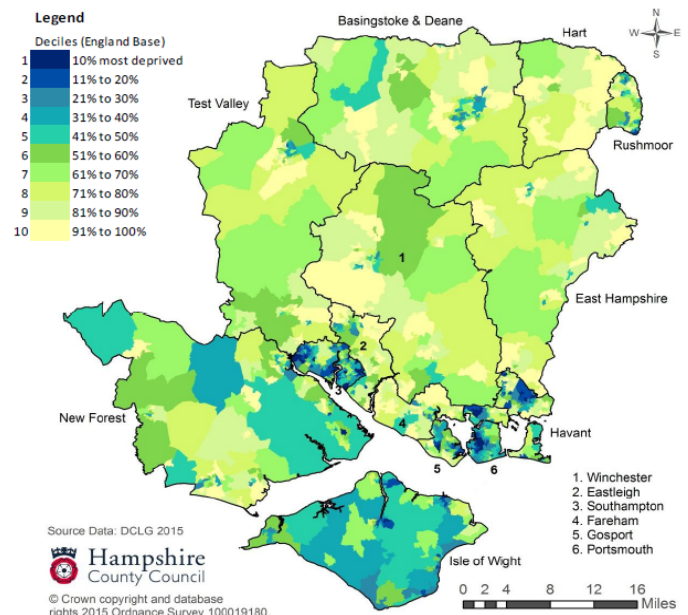 Legend
Deciles (England Base)
1 10% most deprived
2 11% to 20%
3 21% to 30%
4 31% to 40%
5 41% to 50%
6 51% to 60%
7 61% to 70%
8 71% to 80%
9 81% to 90%
10 91% to 100%
Basingstoke & Deane
Hart
N
W E
S
Test Valley
Rushmoor
1
East Hampshire
2
3
New Forest
4
Havant
5
6
1. Winchester
2. Eastleigh
3. Southampton
4. Fareham
5. Gosport
6. Portsmouth
Source Data: DCLG 2015
Hampshire
County Council
Isle of Wight
© Crown copyright and database
rights 2015 Ordnance Survey 100019180
0 2 4 8 12 16
Miles